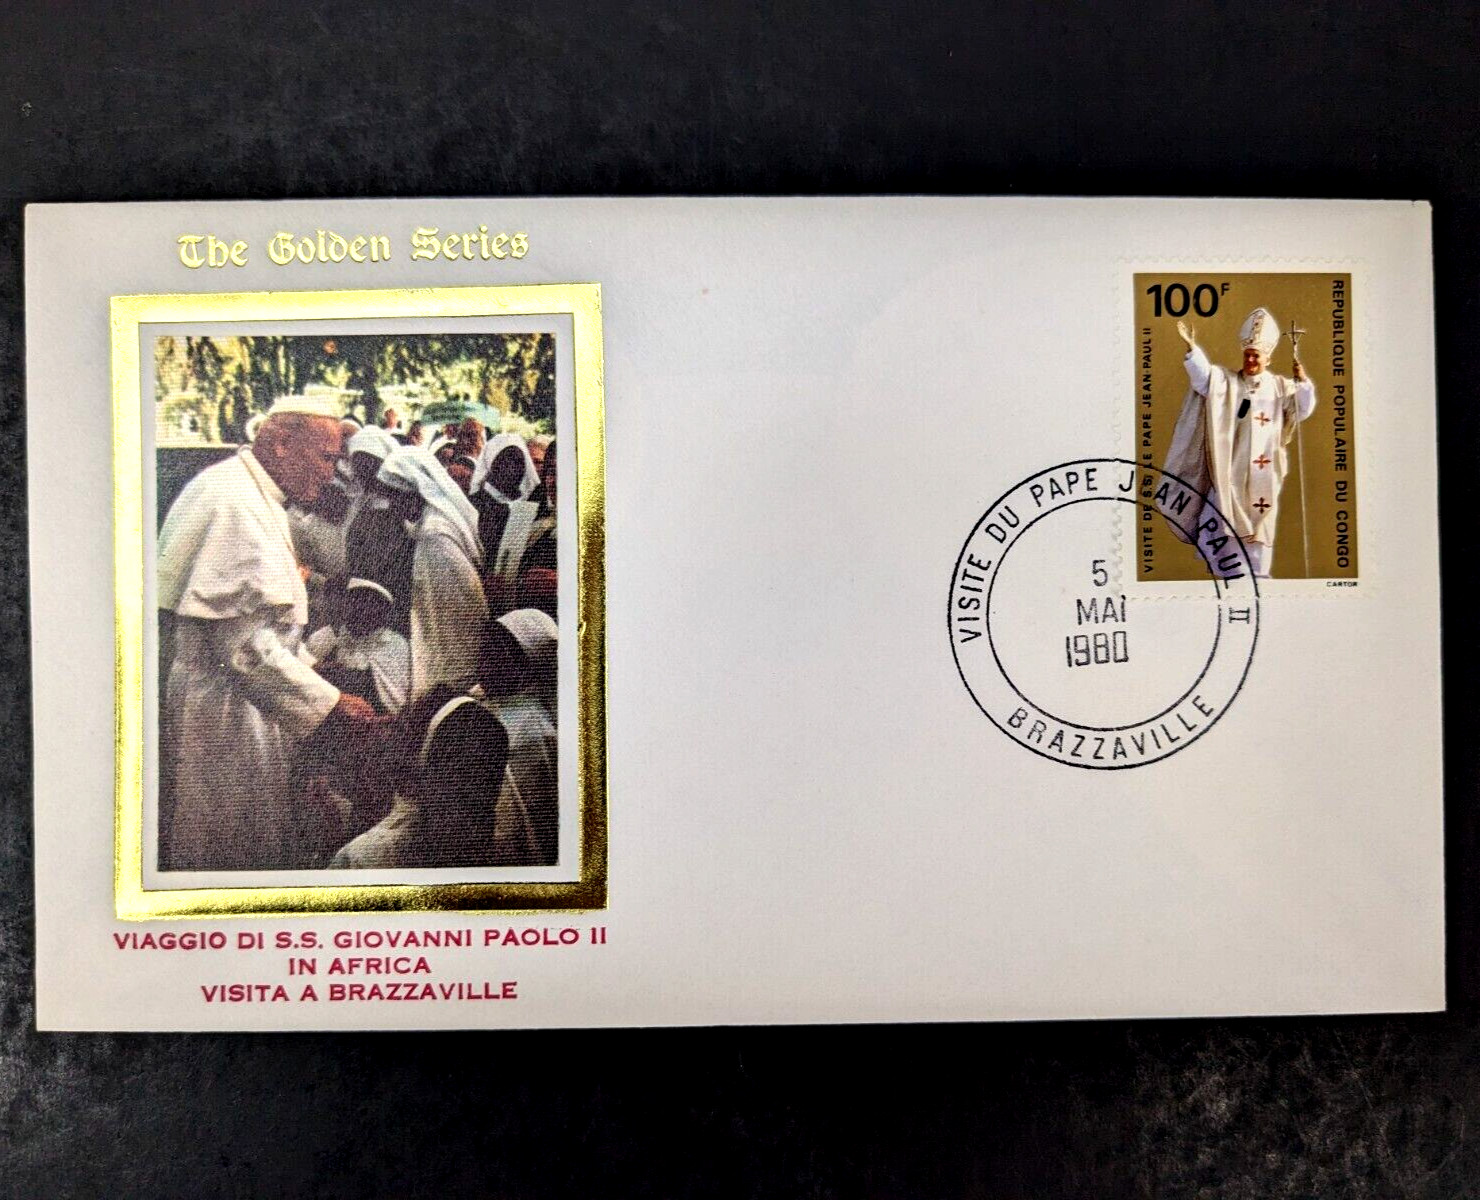 The Golden Series
VIAGGIO DI S.S. GIOVANNI PAOLO II
IN AFRICA
VISITA A BRAZZAVILLE
100F
VISITE DE S.S. LE PAPE JEAN-PAUL II
REPUBLIQUE POPULAIRE DU CONGO
CARTOR
VISITE DU PAPE JEAN PAUL II
5
MAI
1980
BRAZZAVILLE